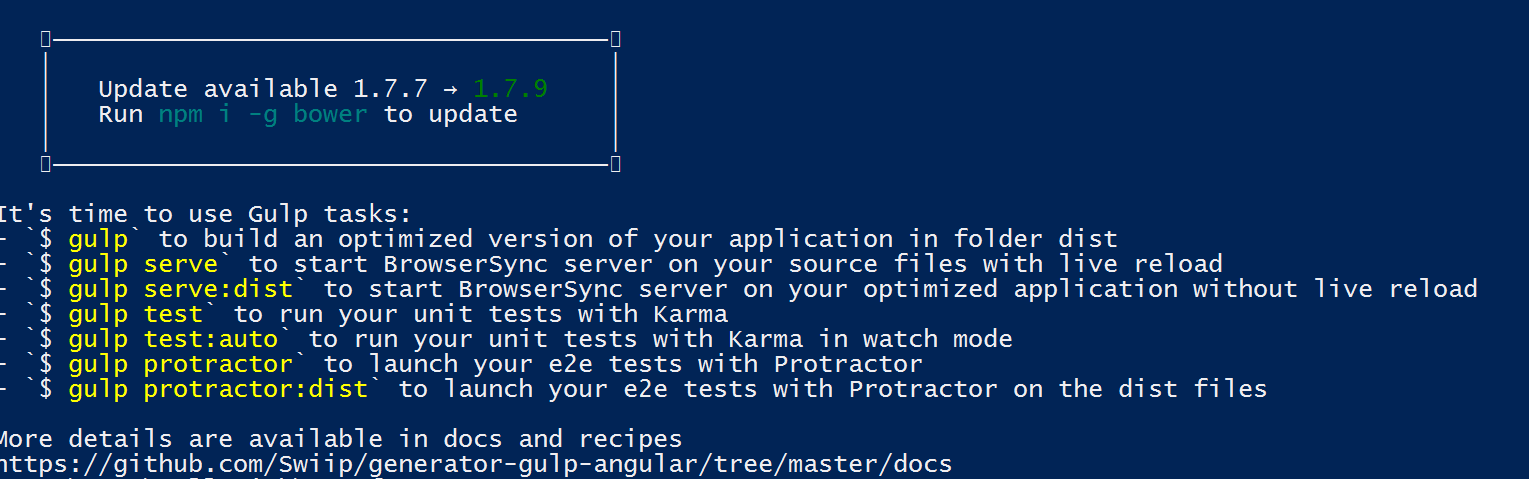 Update available 1.7.7 → 1.7.9
Run npm i -g bower to update
It's time to use Gulp tasks:
- `$ gulp` to build an optimized version of your application in folder dist
- `$ gulp serve` to start BrowserSync server on your source files with live reload
- `$ gulp serve:dist` to start BrowserSync server on your optimized application without live reload
- `$ gulp test` to run your unit tests with Karma
- `$ gulp test:auto` to run your unit tests with Karma in watch mode
- `$ gulp protractor` to launch your e2e tests with Protractor
- `$ gulp protractor:dist` to launch your e2e tests with Protractor on the dist files
More details are available in docs and recipes
https://github.com/Swiip/generator-gulp-angular/tree/master/docs